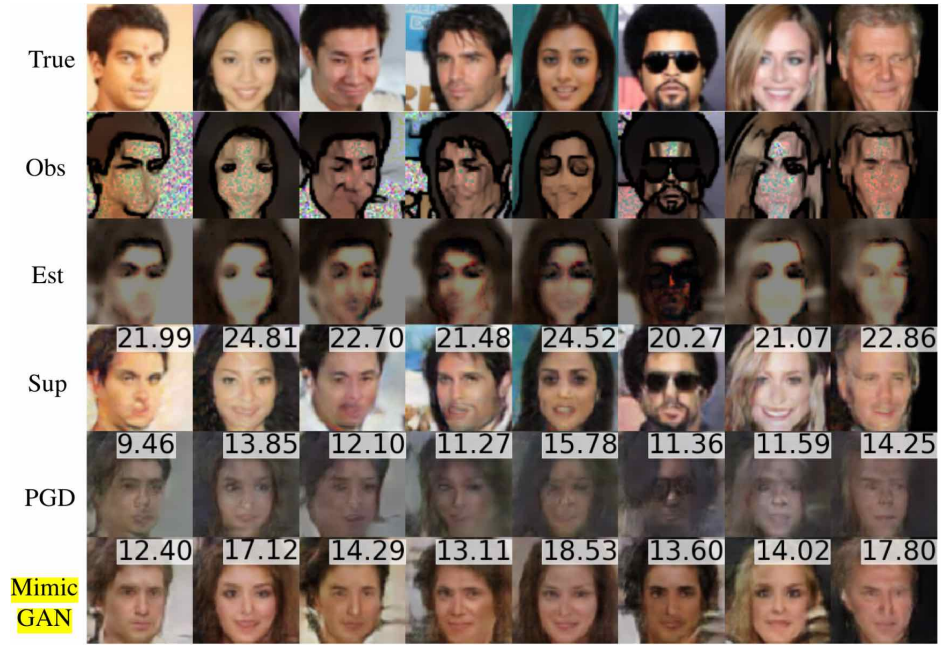 True
Obs
Est
21.99 24.81 22.70 21.48 24.52 20.27 21.07 22.86
Sup
9.46 13.85 12.10 11.27 15.78 11.36 11.59 14.25
PGD
12.40 17.12 14.29 13.11 18.53 13.60 14.02 17.80
Mimic
GAN